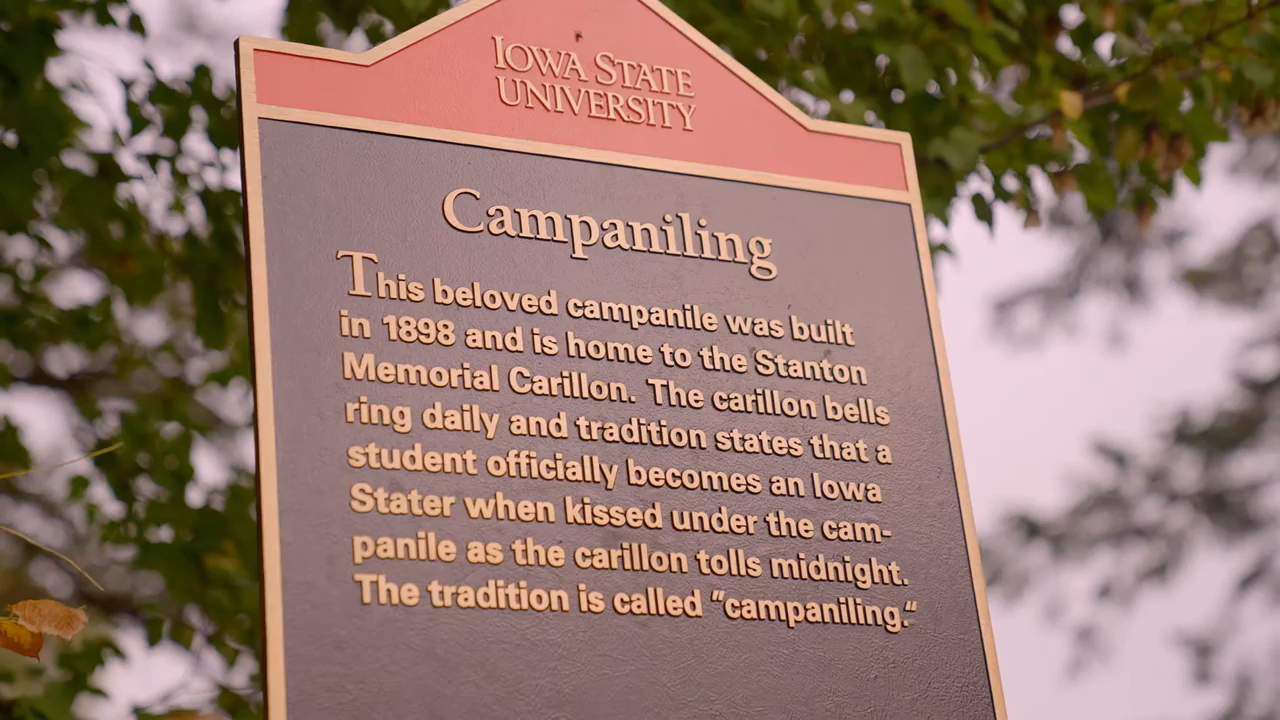 IOWA STATE
UNIVERSITY
Campaniling
This beloved campanile was built
in 1898 and is home to the Stanton
Memorial Carillon. The carillon bells
ring daily and tradition states that a
student officially becomes an Iowa
Stater when kissed under the cam-
panile as the carillon tolls midnight.
The tradition is called "campaniling."